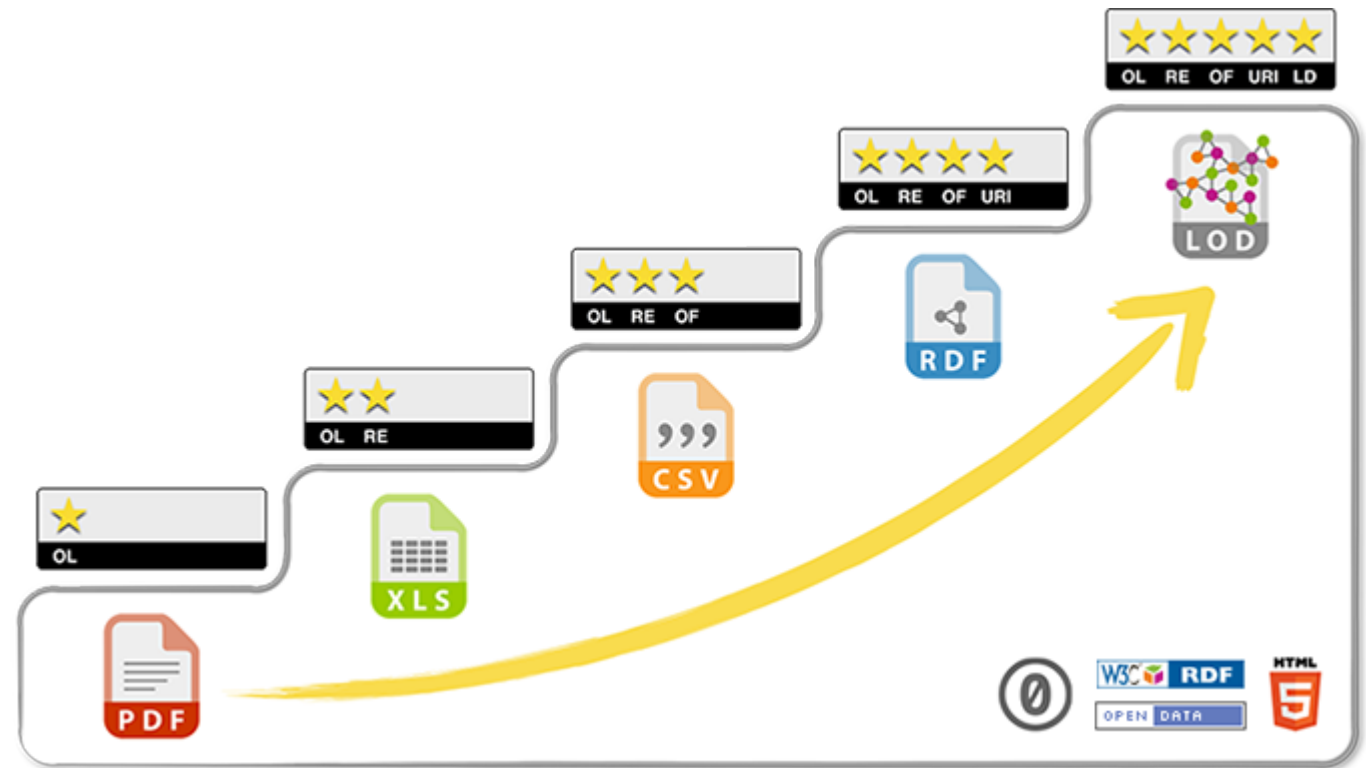 OL RE OF URI LD
LOD
OL RE OF URI
RDF
OL RE OF
,,,
CSV
OL RE
XLS
OL
PDF
0
W3C RDF
OPEN DATA
HTML
5